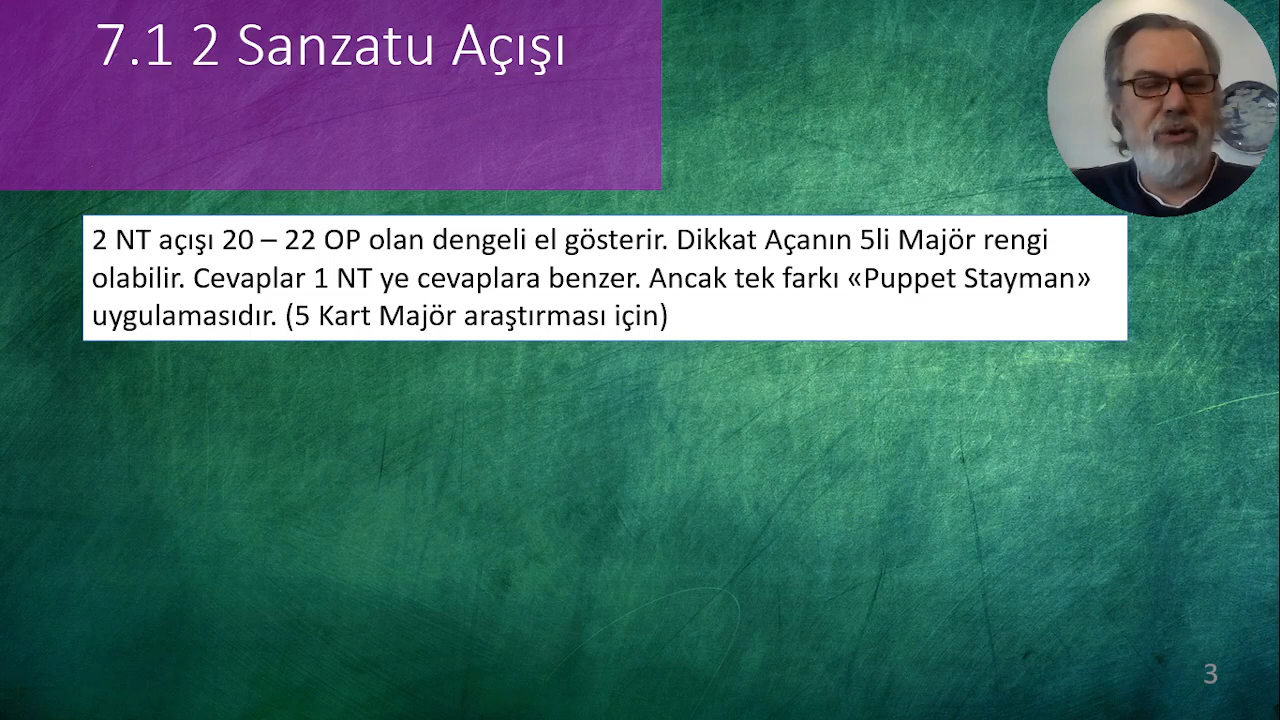 7.1 2 Sanzatu Açışı
2 NT açışı 20 – 22 OP olan dengeli el gösterir. Dikkat Açanın 5li Majör rengi
olabilir. Cevaplar 1 NT ye cevaplara benzer. Ancak tek farkı «Puppet Stayman»
uygulamasıdır. (5 Kart Majör araştırması için)
3